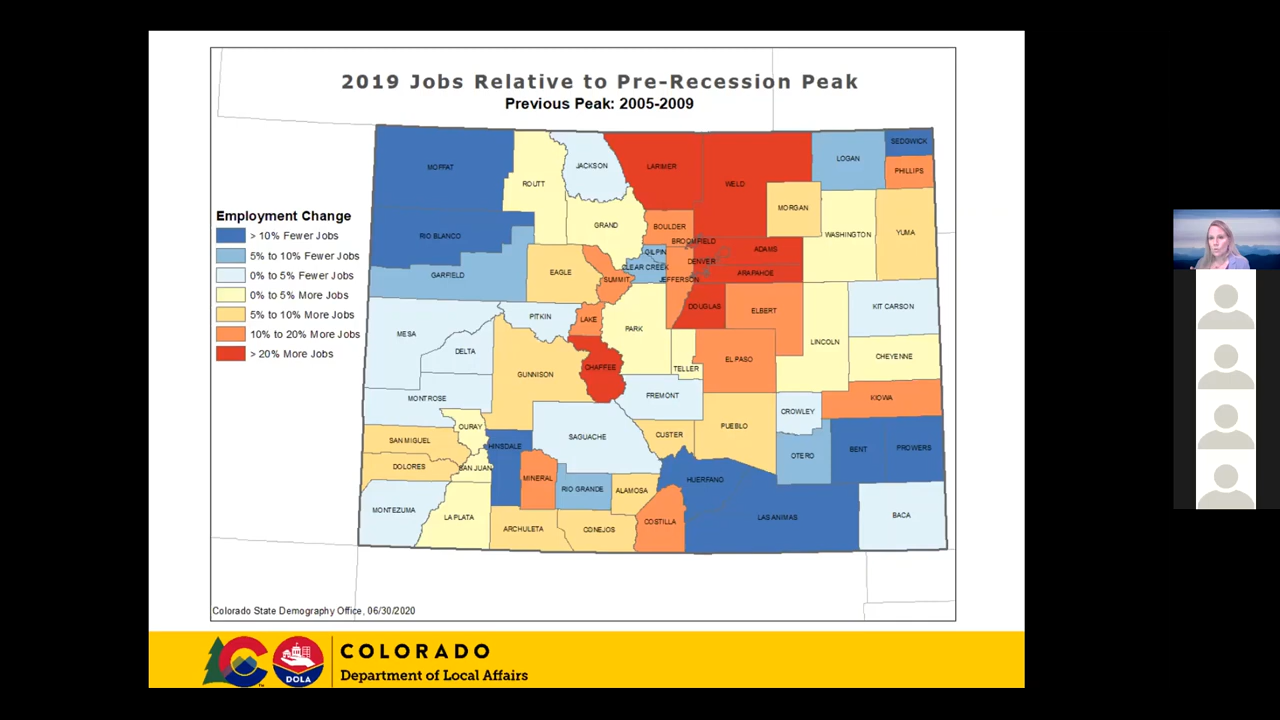 2019 Jobs Relative to Pre-Recession Peak
Previous Peak: 2005-2009
Employment Change
> 10% Fewer Jobs
5% to 10% Fewer Jobs
0% to 5% Fewer Jobs
0% to 5% More Jobs
5% to 10% More Jobs
10% to 20% More Jobs
> 20% More Jobs
MOFFAT
ROUTT
JACKSON
LARIMER
WELD
LOGAN
SEDGWICK
PHILLIPS
MORGAN
WASHINGTON
YUMA
RIO BLANCO
GRAND
BOULDER
BROOMFIELD
GILPIN
CLEAR CREEK
ADAMS
DENVER
ARAPAHOE
JEFFERSON
GARFIELD
EAGLE
SUMMIT
DOUGLAS
ELBERT
KIT CARSON
PITKIN
LAKE
PARK
LINCOLN
MESA
DELTA
CHAFFEE
TELLER
EL PASO
CHEYENNE
GUNNISON
MONTROSE
FREMONT
CROWLEY
KIOWA
OURAY
PUEBLO
SAN MIGUEL
HINSDALE
SAGUACHE
CUSTER
OTERO
BENT
PROWERS
DOLORES
SAN JUAN
MINERAL
RIO GRANDE
ALAMOSA
HUERFANO
MONTEZUMA
LA PLATA
ARCHULETA
CONEJOS
COSTILLA
LAS ANIMAS
BACA
Colorado State Demography Office, 06/30/2020
DOLA
COLORADO
Department of Local Affairs